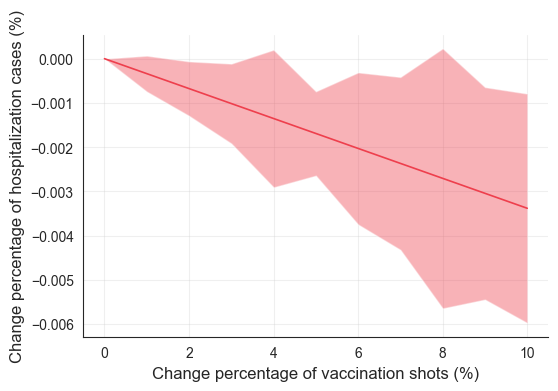 Change percentage of hospitalization cases (%)
0.000
−0.001
−0.002
−0.003
−0.004
−0.005
−0.006
0 2 4 6 8 10
Change percentage of vaccination shots (%)